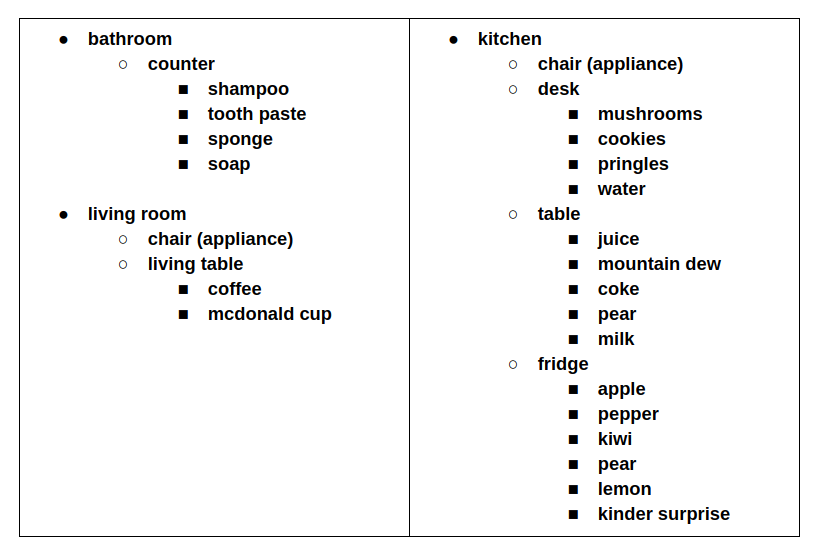 bathroom
counter
shampoo
tooth paste
sponge
soap
living room
chair (appliance)
living table
coffee
mcdonald cup
kitchen
chair (appliance)
desk
mushrooms
cookies
pringles
water
table
juice
mountain dew
coke
pear
milk
fridge
apple
pepper
kiwi
pear
lemon
kinder surprise